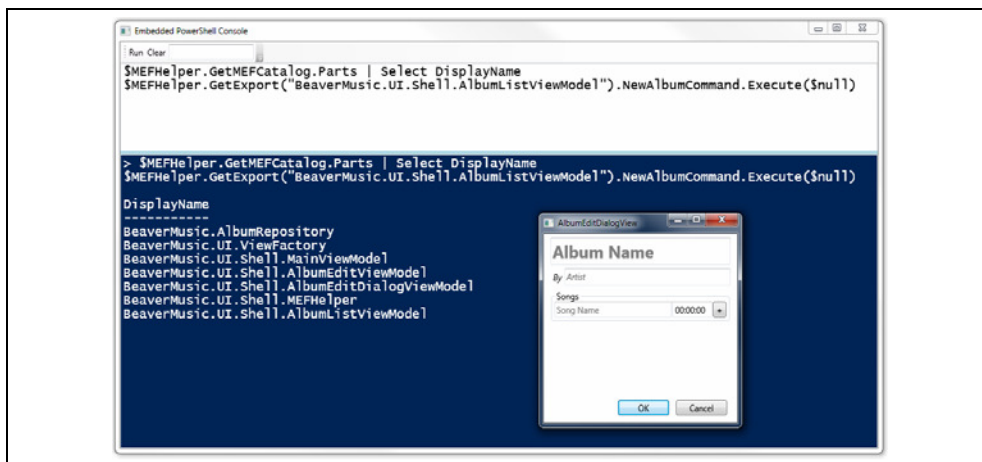 Embedded PowerShell Console
Run Clear
$MEFHelper.GetMEFCatalog.Parts | Select DisplayName
$MEFHelper.GetExport("BeaverMusic.UI.Shell.AlbumListViewModel").NewAlbumCommand.Execute($null)
> $MEFHelper.GetMEFCatalog.Parts | Select DisplayName
$MEFHelper.GetExport("BeaverMusic.UI.Shell.AlbumListViewModel").NewAlbumCommand.Execute($null)
DisplayName
-----------
BeaverMusic.AlbumRepository
BeaverMusic.UI.ViewFactory
BeaverMusic.UI.Shell.MainViewModel
BeaverMusic.UI.Shell.AlbumEditViewModel
BeaverMusic.UI.Shell.AlbumEditDialogViewModel
BeaverMusic.UI.Shell.MEFHelper
BeaverMusic.UI.Shell.AlbumListViewModel
AlbumEditDialogView
Album Name
By Artist
Songs
Song Name 00:00:00 +
OK Cancel